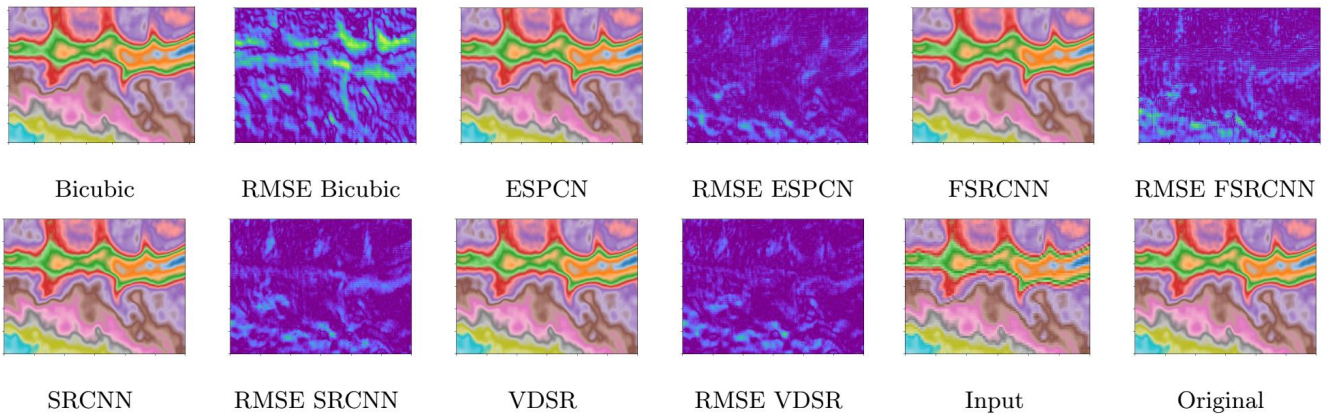 Bicubic RMSE Bicubic ESPCN RMSE ESPCN FSRCNN RMSE FSRCNN
SRCNN RMSE SRCNN VDSR RMSE VDSR Input Original